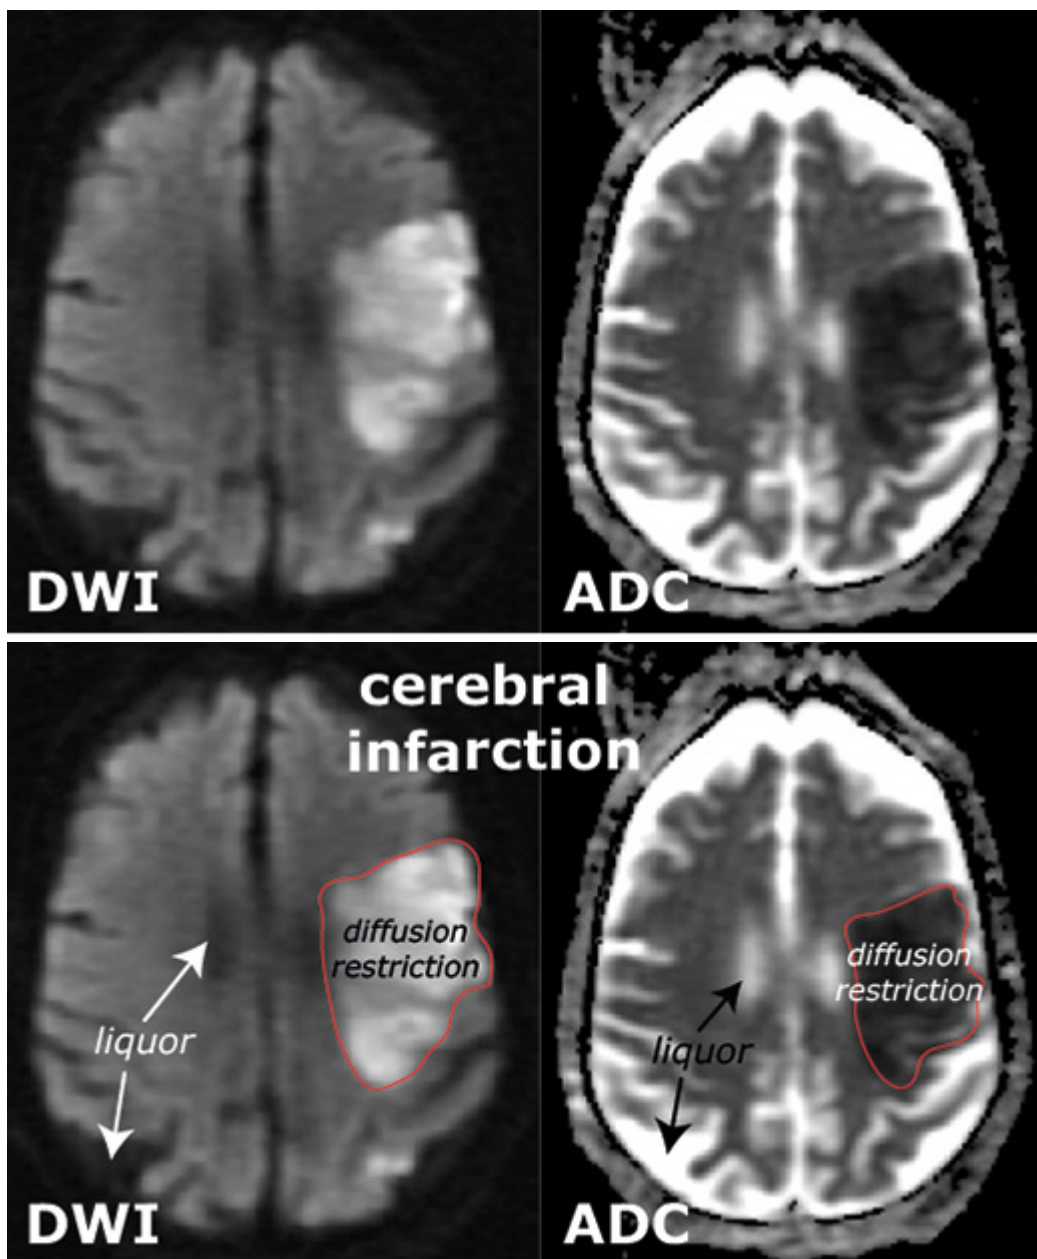 DWI
ADC
cerebral
infarction
diffusion
restriction
diffusion
restriction
liquor
liquor
DWI
ADC